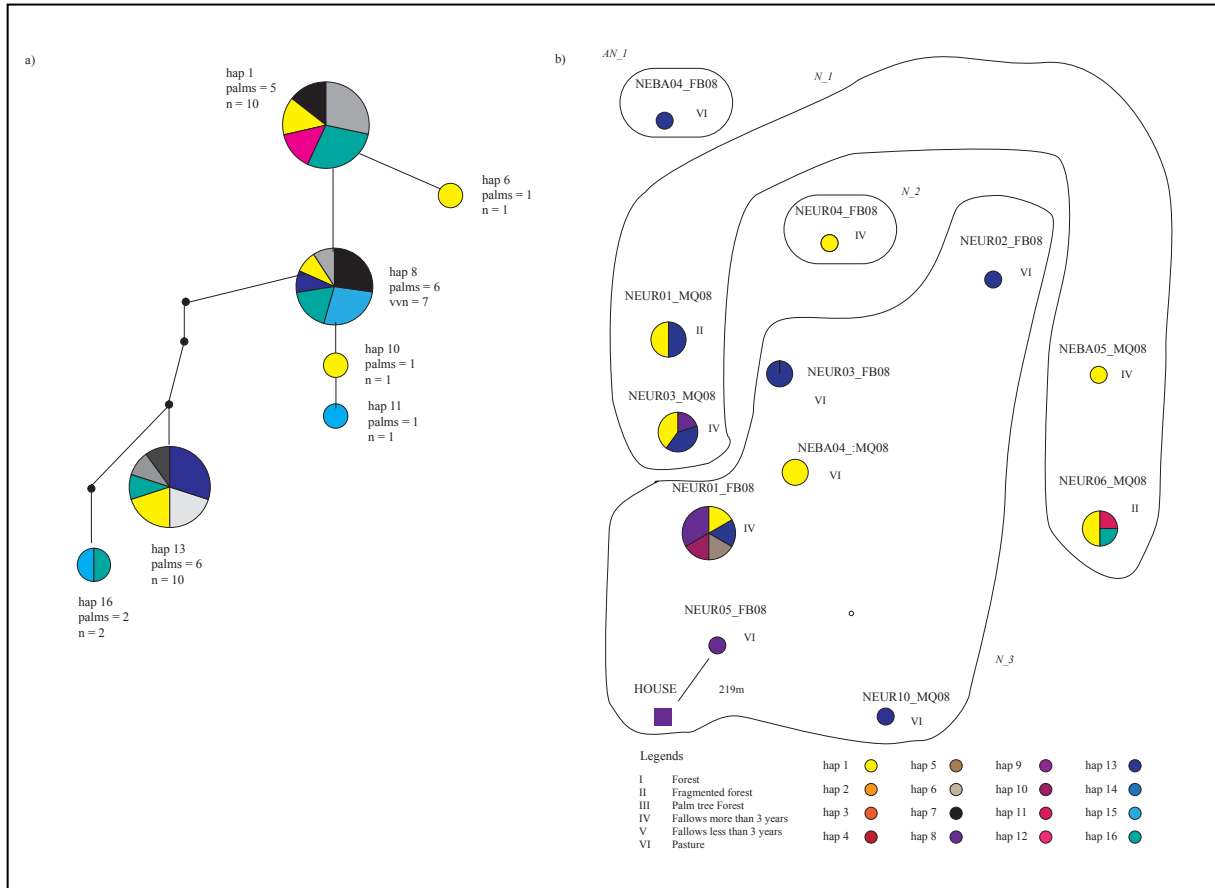 a)
hap 1
palms = 5
n = 10
hap 6
palms = 1
n = 1
hap 8
palms = 6
vvn = 7
hap 10
palms = 1
n = 1
hap 11
palms = 1
n = 1
hap 13
palms = 6
n = 10
hap 16
palms = 2
n = 2
b)
AN_1
NEBA04_FB08
VI
N_1
NEUR04_FB08
IV
N_2
NEUR02_FB08
VI
NEUR01_MQ08
II
NEUR03_MQ08
IV
NEUR03_FB08
VI
NEBA05_MQ08
IV
NEBA04_:MQ08
VI
NEUR01_FB08
IV
NEUR06_MQ08
II
NEUR05_FB08
VI
N_3
HOUSE
219m
NEUR10_MQ08
VI
Legends
I Forest
II Fragmented forest
III Palm tree Forest
IV Fallows more than 3 years
V Fallows less than 3 years
VI Pasture
hap 1
hap 2
hap 3
hap 4
hap 5
hap 6
hap 7
hap 8
hap 9
hap 10
hap 11
hap 12
hap 13
hap 14
hap 15
hap 16